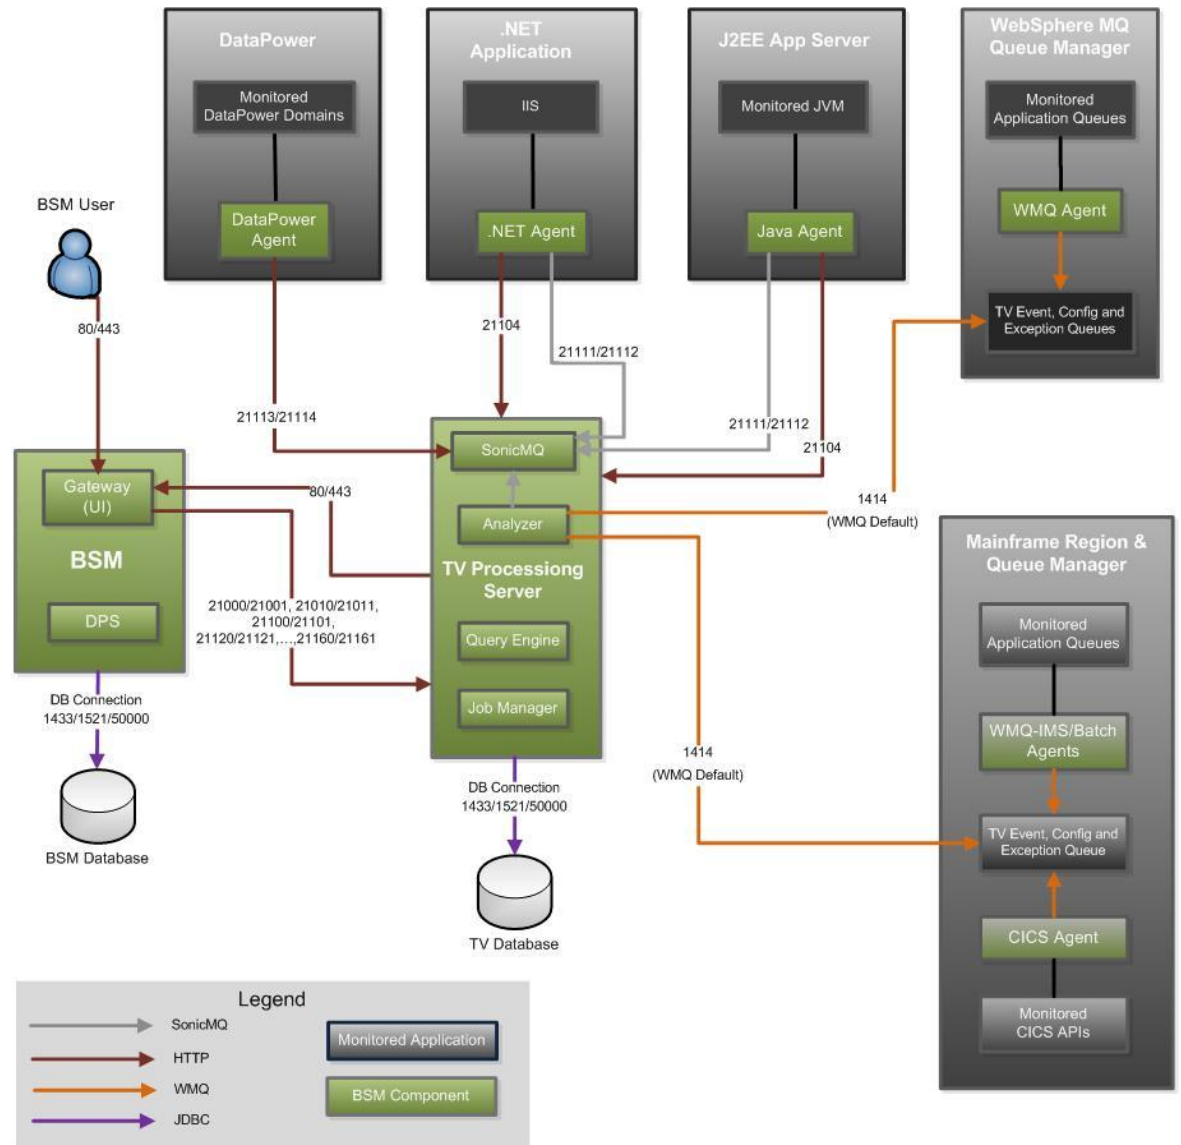 DataPower
Monitored
DataPower Domains
DataPower
Agent
.NET
Application
IIS
.NET Agent
J2EE App Server
Monitored JVM
Java Agent
WebSphere MQ
Queue Manager
Monitored
Application Queues
WMQ Agent
TV Event, Config and
Exception Queues
BSM User
80/443
21104
21111/21112
21113/21114
21111/21112
21104
1414
(WMQ Default)
Gateway
(UI)
BSM
DPS
80/443
21000/21001, 21010/21011,
21100/21101,
21120/21121,...,21160/21161
SonicMQ
Analyzer
TV Processiong
Server
Query Engine
Job Manager
1414
(WMQ Default)
Mainframe Region &
Queue Manager
Monitored
Application Queues
WMQ-IMS/Batch
Agents
TV Event, Config and
Exception Queue
CICS Agent
Monitored
CICS APIs
DB Connection
1433/1521/50000
BSM Database
DB Connection
1433/1521/50000
TV Database
Legend
SonicMQ
HTTP
WMQ
JDBC
Monitored Application
BSM Component